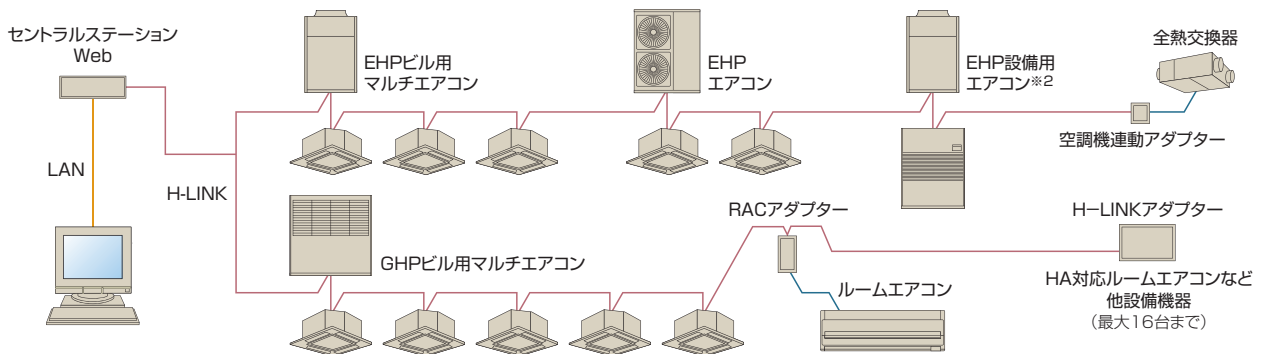 セントラルステーション
Web
LAN
H-LINK
EHPビル用
マルチエアコン
EHP
エアコン
EHP設備用
エアコン※2
全熱交換器
空調機連動アダプター
GHPビル用マルチエアコン
RACアダプター
ルームエアコン
H−LINKアダプター
HA対応ルームエアコンなど
他設備機器
（最大16台まで）